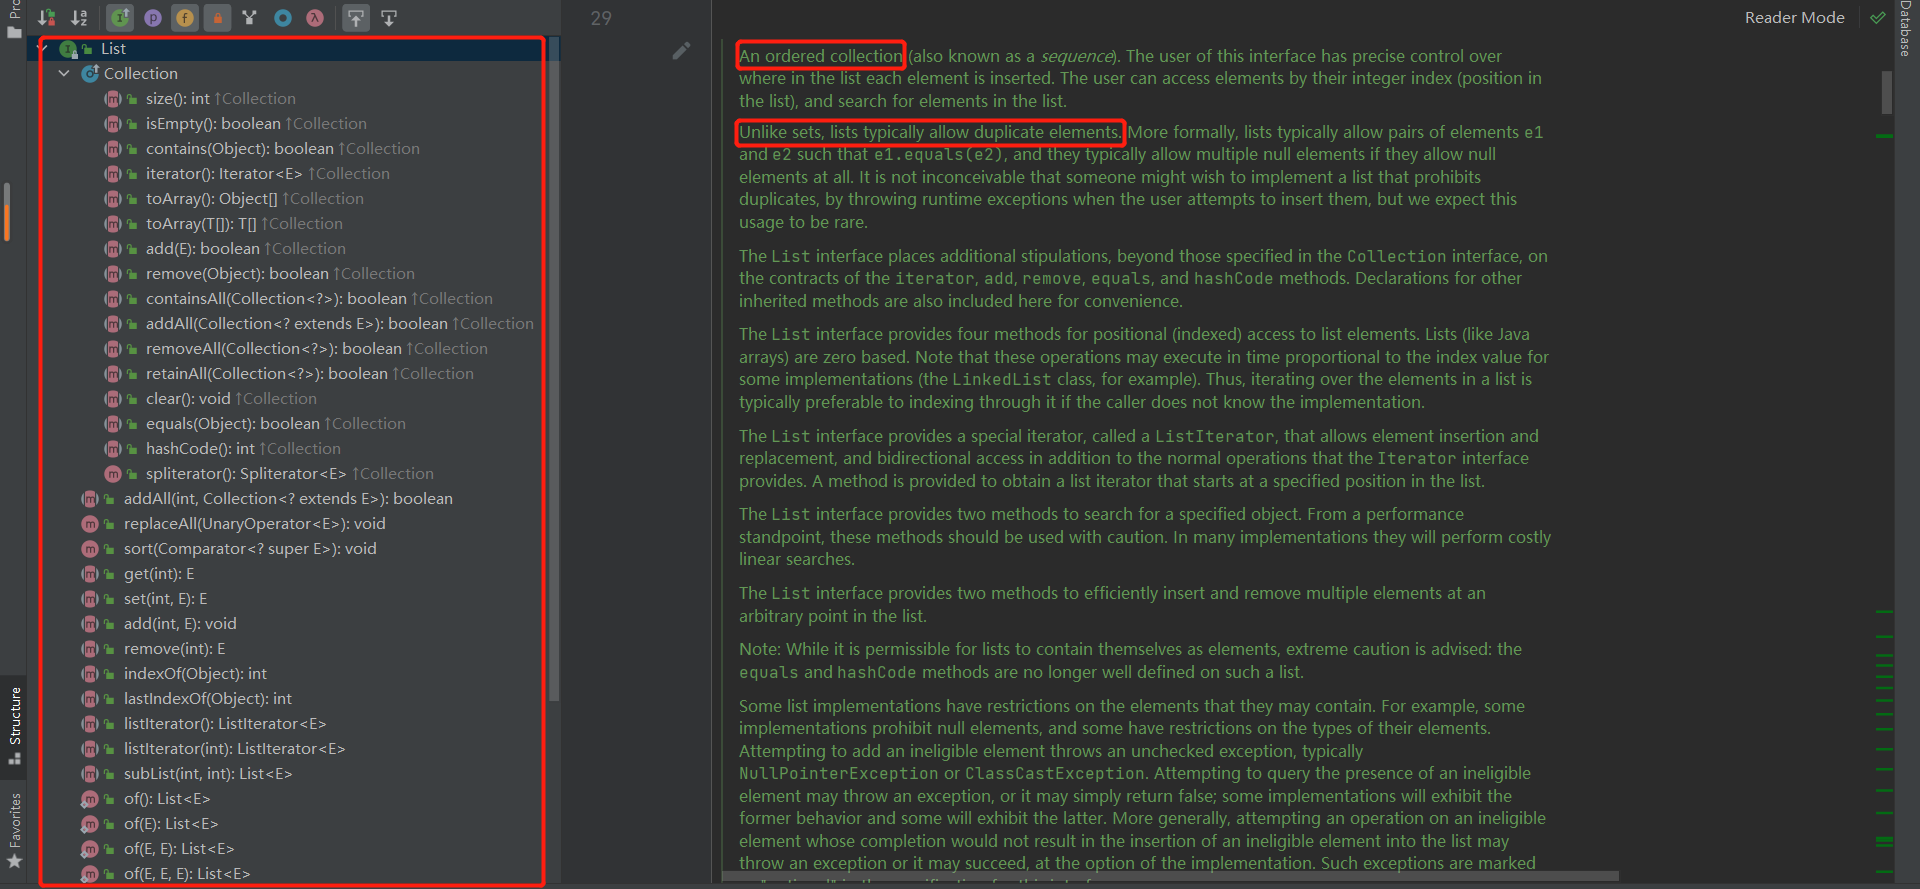 Pro
29
Reader Mode
Database
List
Collection
size(): int ↑Collection
isEmpty(): boolean ↑Collection
contains(Object): boolean ↑Collection
iterator(): Iterator<E> ↑Collection
toArray(): Object[] ↑Collection
toArray(T[]): T[] ↑Collection
add(E): boolean ↑Collection
remove(Object): boolean ↑Collection
containsAll(Collection<?>): boolean ↑Collection
addAll(Collection<? extends E>): boolean ↑Collection
removeAll(Collection<?>): boolean ↑Collection
retainAll(Collection<?>): boolean ↑Collection
clear(): void ↑Collection
equals(Object): boolean ↑Collection
hashCode(): int ↑Collection
spliterator(): Spliterator<E> ↑Collection
addAll(int, Collection<? extends E>): boolean
replaceAll(UnaryOperator<E>): void
sort(Comparator<? super E>): void
get(int): E
set(int, E): E
add(int, E): void
remove(int): E
indexOf(Object): int
lastIndexOf(Object): int
listIterator(): ListIterator<E>
listIterator(int): ListIterator<E>
subList(int, int): List<E>
of(): List<E>
of(E): List<E>
of(E, E): List<E>
of(E, E, E): List<E>
Structure
Favorites
An ordered collection (also known as a sequence). The user of this interface has precise control over
where in the list each element is inserted. The user can access elements by their integer index (position in
the list), and search for elements in the list.
Unlike sets, lists typically allow duplicate elements. More formally, lists typically allow pairs of elements e1
and e2 such that e1.equals(e2), and they typically allow multiple null elements if they allow null
elements at all. It is not inconceivable that someone might wish to implement a list that prohibits
duplicates, by throwing runtime exceptions when the user attempts to insert them, but we expect this
usage to be rare.
The List interface places additional stipulations, beyond those specified in the Collection interface, on
the contracts of the iterator, add, remove, equals, and hashCode methods. Declarations for other
inherited methods are also included here for convenience.
The List interface provides four methods for positional (indexed) access to list elements. Lists (like Java
arrays) are zero based. Note that these operations may execute in time proportional to the index value for
some implementations (the LinkedList class, for example). Thus, iterating over the elements in a list is
typically preferable to indexing through it if the caller does not know the implementation.
The List interface provides a special iterator, called a ListIterator, that allows element insertion and
replacement, and bidirectional access in addition to the normal operations that the Iterator interface
provides. A method is provided to obtain a list iterator that starts at a specified position in the list.
The List interface provides two methods to search for a specified object. From a performance
standpoint, these methods should be used with caution. In many implementations they will perform costly
linear searches.
The List interface provides two methods to efficiently insert and remove multiple elements at an
arbitrary point in the list.
Note: While it is permissible for lists to contain themselves as elements, extreme caution is advised: the
equals and hashCode methods are no longer well defined on such a list.
Some list implementations have restrictions on the elements that they may contain. For example, some
implementations prohibit null elements, and some have restrictions on the types of their elements.
Attempting to add an ineligible element throws an unchecked exception, typically
NullPointerException or ClassCastException. Attempting to query the presence of an ineligible
element may throw an exception, or it may simply return false; some implementations will exhibit the
former behavior and some will exhibit the latter. More generally, attempting an operation on an ineligible
element whose completion would not result in the insertion of an ineligible element into the list may
throw an exception or it may succeed, at the option of the implementation. Such exceptions are marked